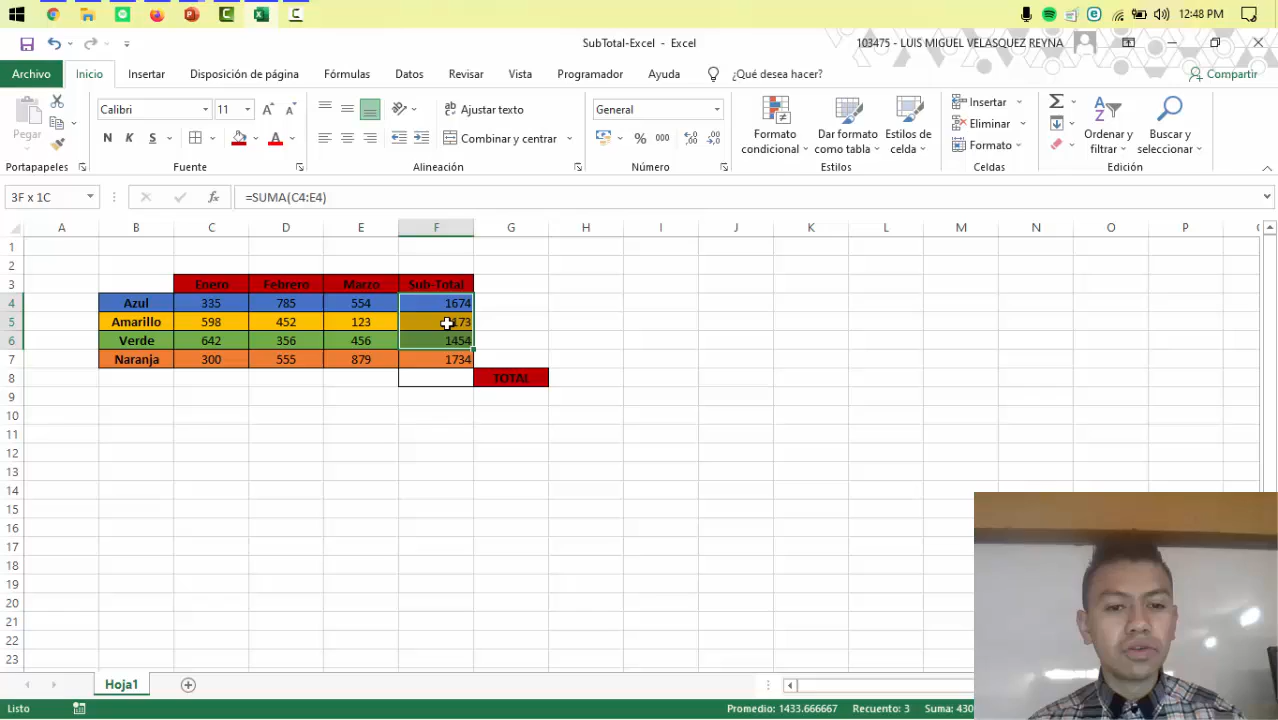 12:48 PM
SubTotal-Excel - Excel
103475 - LUIS MIGUEL VELASQUEZ REYNA
Archivo Inicio Insertar Disposición de página Fórmulas Datos Revisar Vista Programador Ayuda ¿Qué desea hacer? Compartir
Pegar
Calibri 11
N K S
Ajustar texto
Combinar y centrar
General
% 000
Formato condicional
Dar formato como tabla
Estilos de celda
Insertar
Eliminar
Formato
Ordenar y filtrar
Buscar y seleccionar
Portapapeles Fuente Alineación Número Estilos Celdas Edición
3F x 1C fx =SUMA(C4:E4)
A B C D E F G H I J K L M N O P
1
2
3 Enero Febrero Marzo Sub-Total
4 Azul 335 785 554 1674
5 Amarillo 598 452 123 173
6 Verde 642 356 456 1454
7 Naranja 300 555 879 1734
8 TOTAL
9
10
11
12
13
14
15
16
17
18
19
20
21
22
23
Hoja1
Listo Promedio: 1433.666667 Recuento: 3 Suma: 430